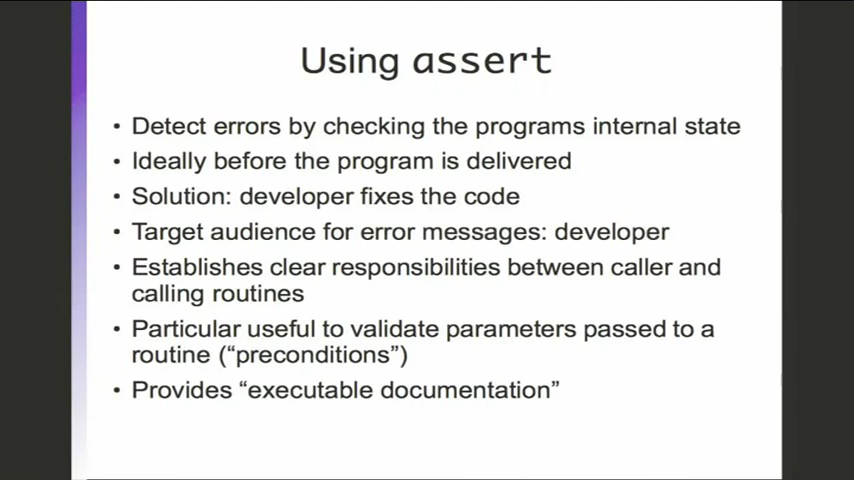 Using assert
• Detect errors by checking the programs internal state
• Ideally before the program is delivered
• Solution: developer fixes the code
• Target audience for error messages: developer
• Establishes clear responsibilities between caller and
calling routines
• Particular useful to validate parameters passed to a
routine (“preconditions”)
• Provides “executable documentation”